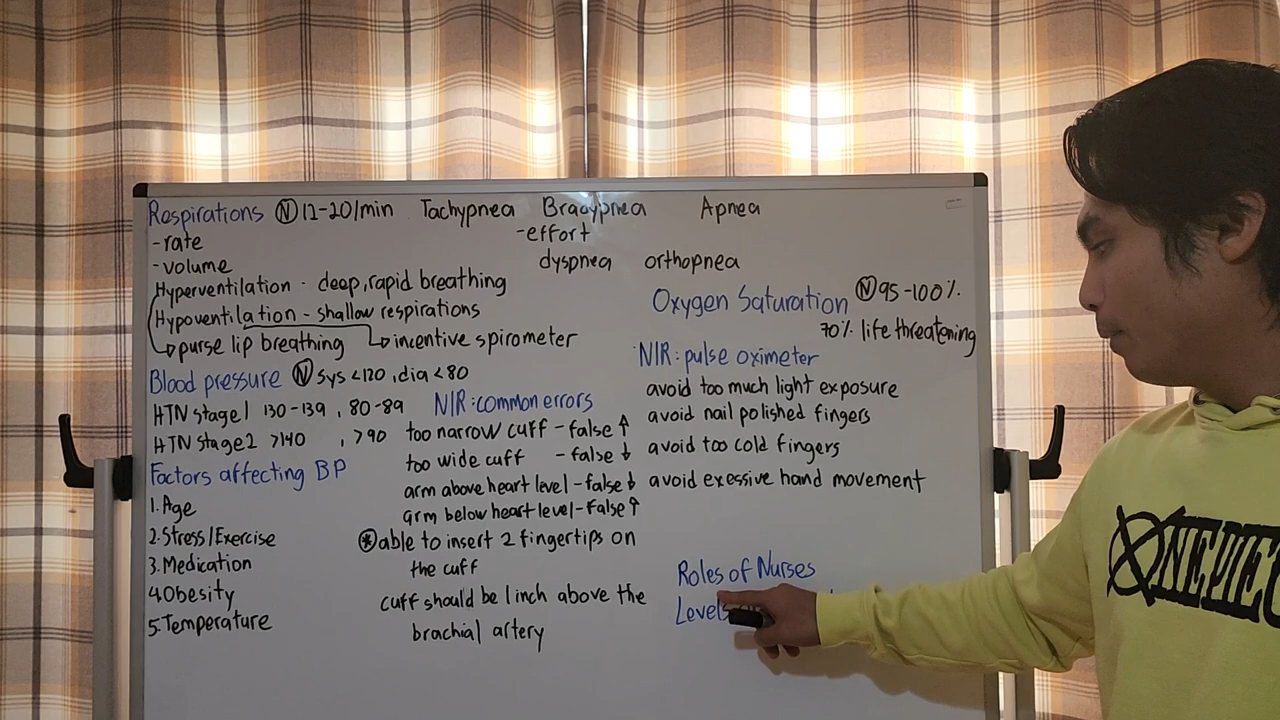 Respirations Ⓝ 12-20/min Tachypnea Bradypnea Apnea
-rate
-effort
-volume
dyspnea orthopnea
Hyperventilation - deep, rapid breathing
Hypoventilation - shallow respirations
↳ purse lip breathing ↳ incentive spirometer
Blood pressure Ⓝ sys <120, dia <80
HTN stage 1 130-139, 80-89
HTN stage 2 >140, >90
Factors affecting BP
1. Age
2. Stress/Exercise
3. Medication
4. Obesity
5. Temperature
NIR: common errors
too narrow cuff - false ↑
too wide cuff - false ↓
arm above heart level - false ↓
arm below heart level - False ↑
⊛ able to insert 2 fingertips on
the cuff
cuff should be 1 inch above the
brachial artery
Oxygen Saturation Ⓝ 95-100%
70% life threatening
NIR: pulse oximeter
avoid too much light exposure
avoid nail polished fingers
avoid too cold fingers
avoid exessive hand movement
Roles of Nurses
Levels
ONE PIECE